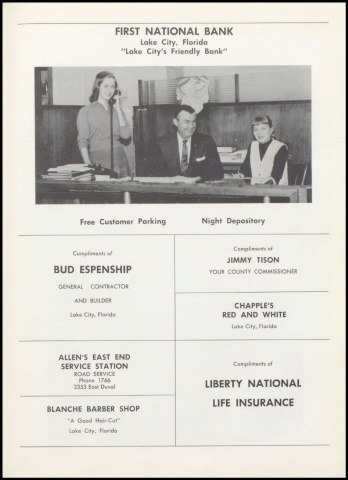 FIRST NATIONAL BANK
Lake City, Florida
"Lake City's Friendly Bank"
Free Customer Parking Night Depository
Compliments of
BUD ESPENSHIP
GENERAL CONTRACTOR
AND BUILDER
Lake City, Florida
Compliments of
JIMMY TISON
YOUR COUNTY COMMISSIONER
CHAPPLE'S
RED AND WHITE
Lake City, Florida
ALLEN'S EAST END
SERVICE STATION
ROAD SERVICE
Phone 1766
2353 East Duval
BLANCHE BARBER SHOP
"A Good Hair-Cut"
Lake City, Florida
Compliments of
LIBERTY NATIONAL
LIFE INSURANCE